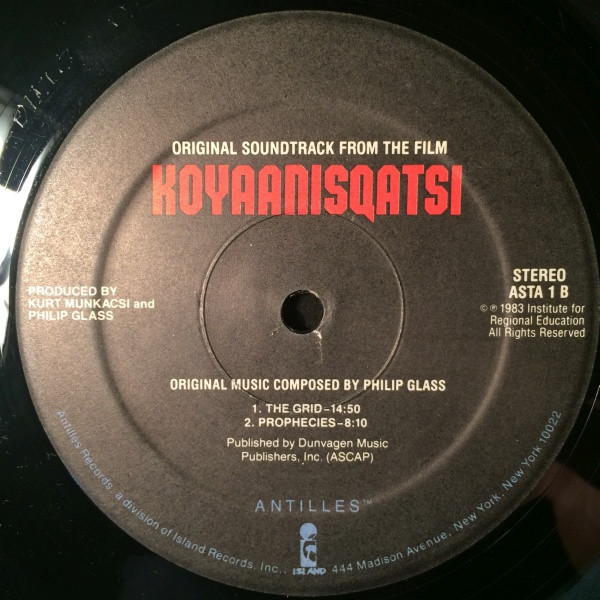 ORIGINAL SOUNDTRACK FROM THE FILM
KOYAANISQATSI
PRODUCED BY
KURT MUNKACSI and
PHILIP GLASS
STEREO
ASTA 1 B
© ℗ 1983 Institute for
Regional Education
All Rights Reserved
ORIGINAL MUSIC COMPOSED BY PHILIP GLASS
1. THE GRID–14:50
2. PROPHECIES–8:10
Published by Dunvagen Music
Publishers, Inc. (ASCAP)
ANTILLES™
ISLAND
Antilles Records, a division of Island Records, Inc., 444 Madison Avenue, New York, New York 10022